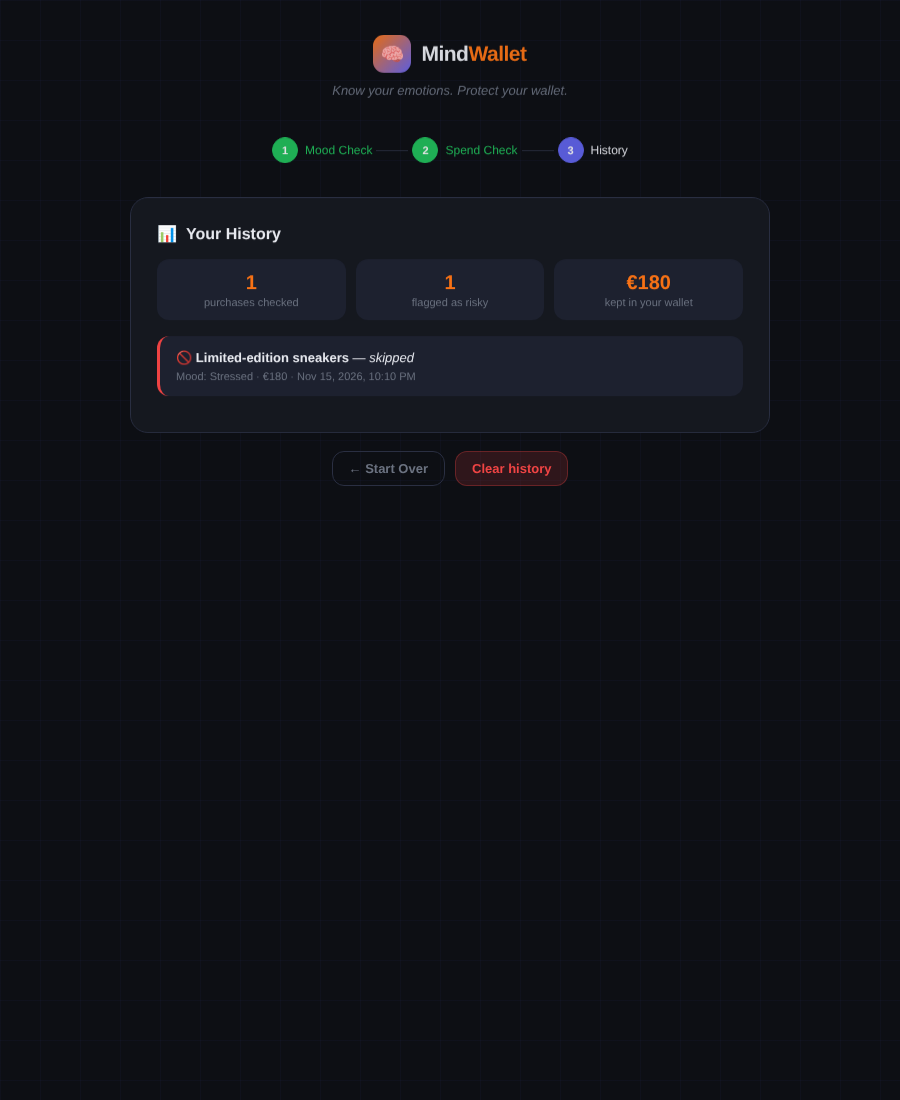 MindWallet
Know your emotions. Protect your wallet.
1 Mood Check 2 Spend Check 3 History
📊 Your History
1 1 €180
purchases checked flagged as risky kept in your wallet
🚫 Limited-edition sneakers — skipped
Mood: Stressed · €180 · Nov 15, 2026, 10:10 PM
← Start Over Clear history